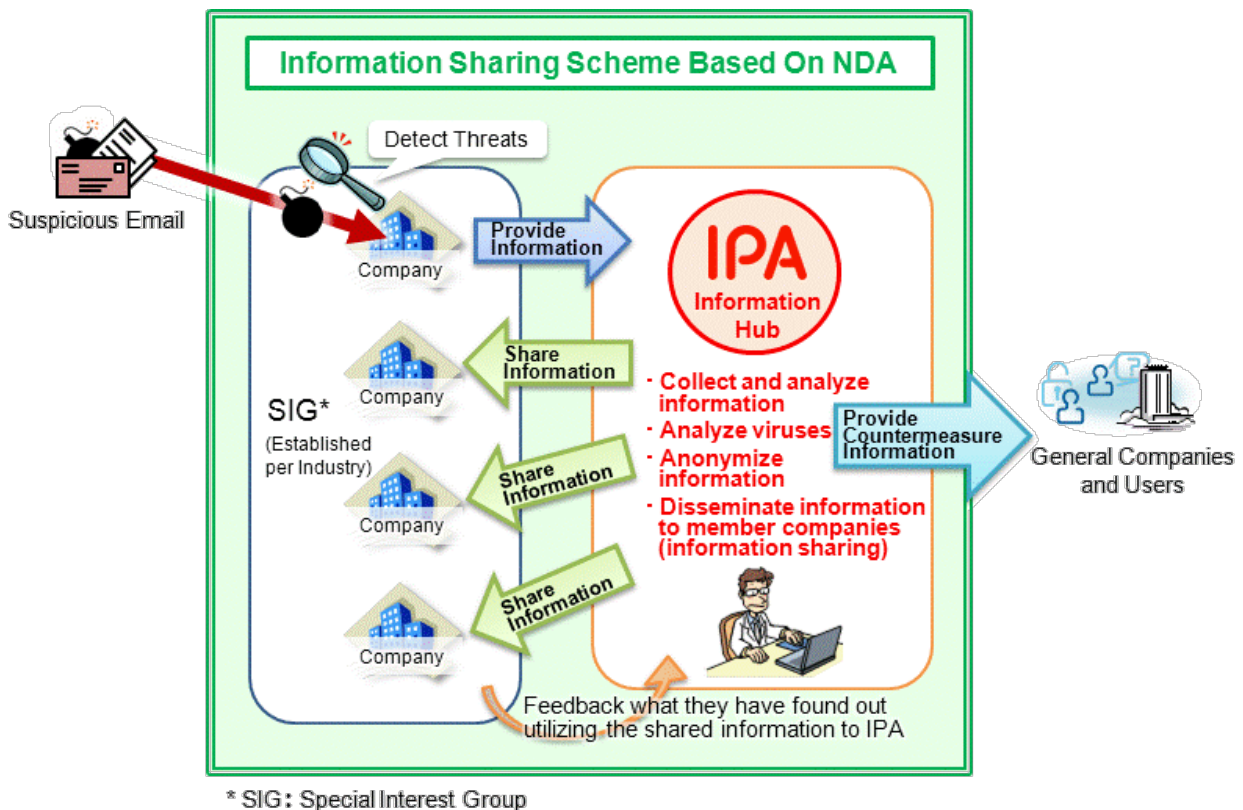 Information Sharing Scheme Based On NDA
Detect Threats
Suspicious Email
Company
Provide
Information
IPA
Information
Hub
Company
Share
Information
SIG*
(Established
per Industry)
· Collect and analyze
information
· Analyze viruses
· Anonymize
information
· Disseminate information
to member companies
(information sharing)
Provide
Countermeasure
Information
General Companies
and Users
Company
Share
Information
Company
Share
Information
Feedback what they have found out
utilizing the shared information to IPA
* SIG: Special Interest Group